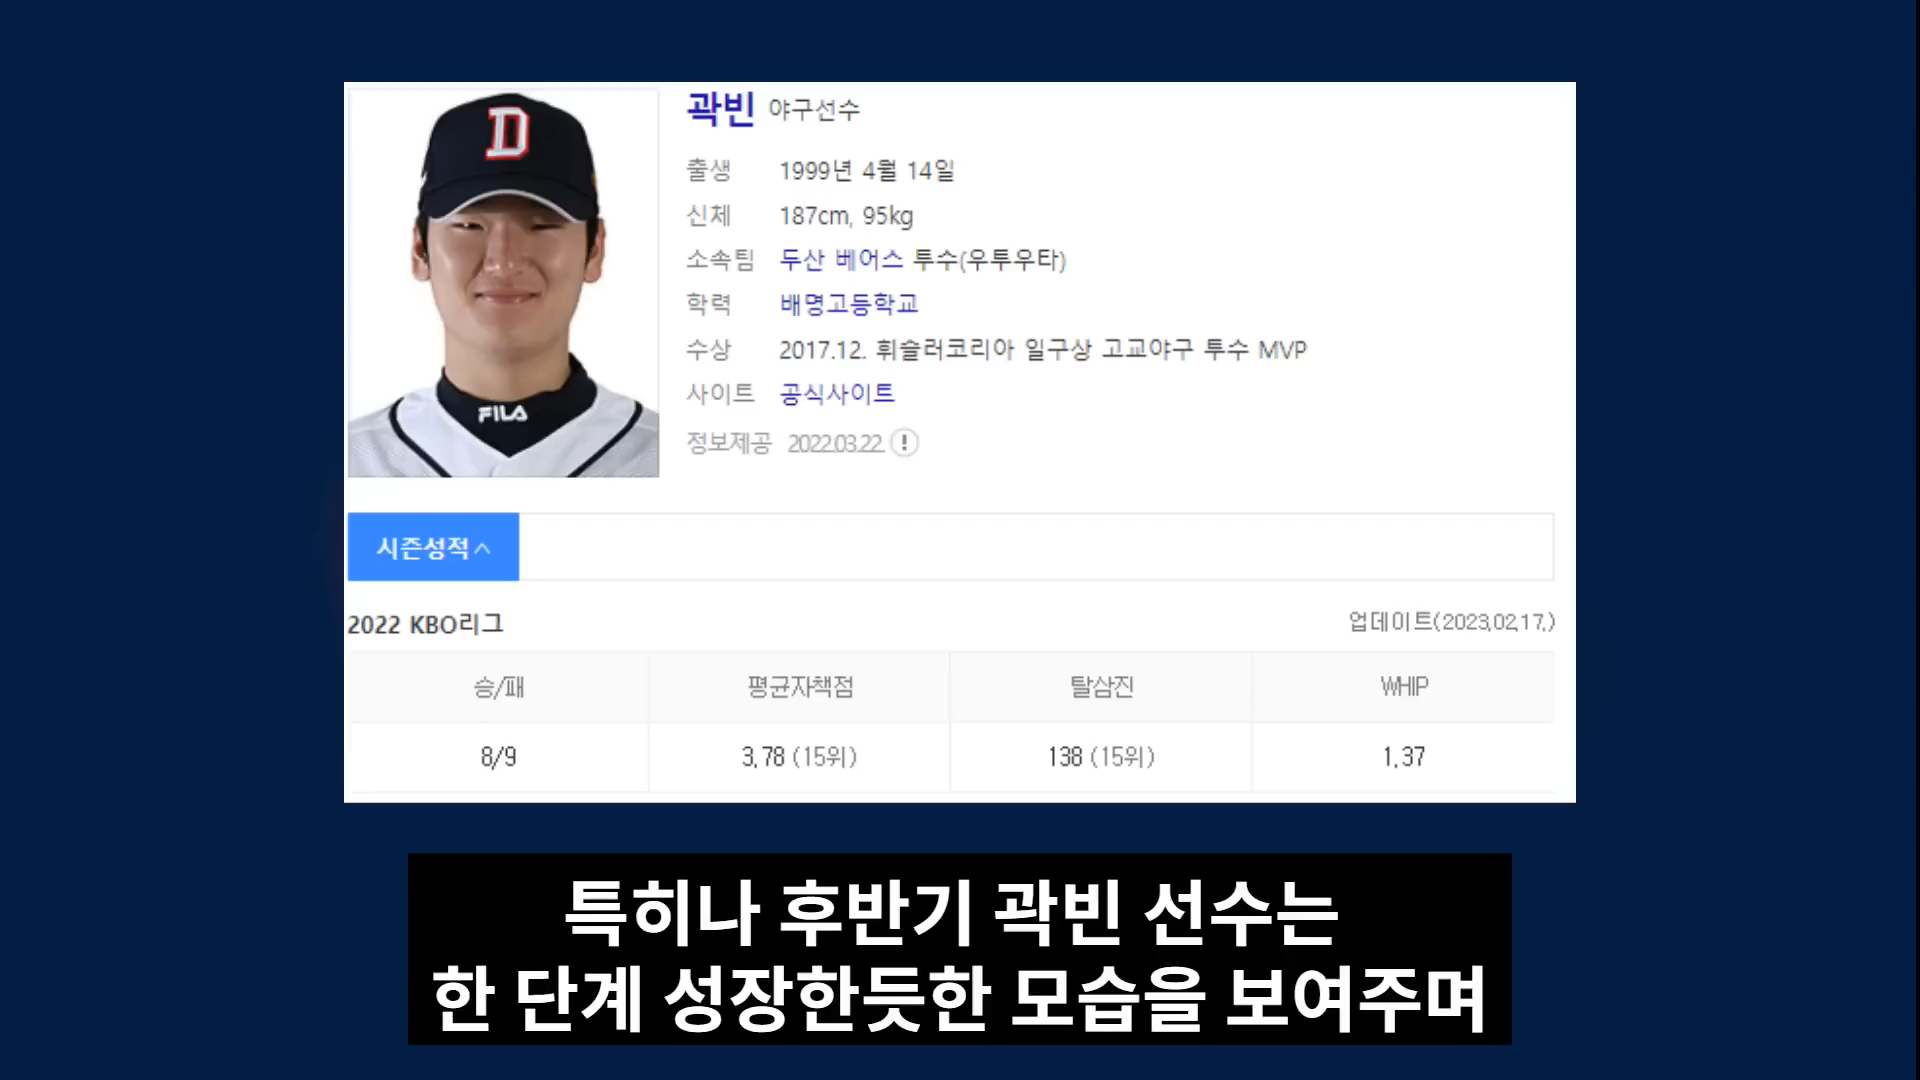 D
FILA
곽빈 야구선수
출생 1999년 4월 14일
신체 187cm, 95kg
소속팀 두산 베어스 투수(우투우타)
학력 배명고등학교
수상 2017.12. 휘슬러코리아 일구상 고교야구 투수 MVP
사이트 공식사이트
정보제공 2022.03.22.
시즌성적
2022 KBO리그 업데이트(2023.02.17.)
승/패 평균자책점 탈삼진 WHIP
8/9 3.78 (15위) 138 (15위) 1.37
특히나 후반기 곽빈 선수는
한 단계 성장한듯한 모습을 보여주며